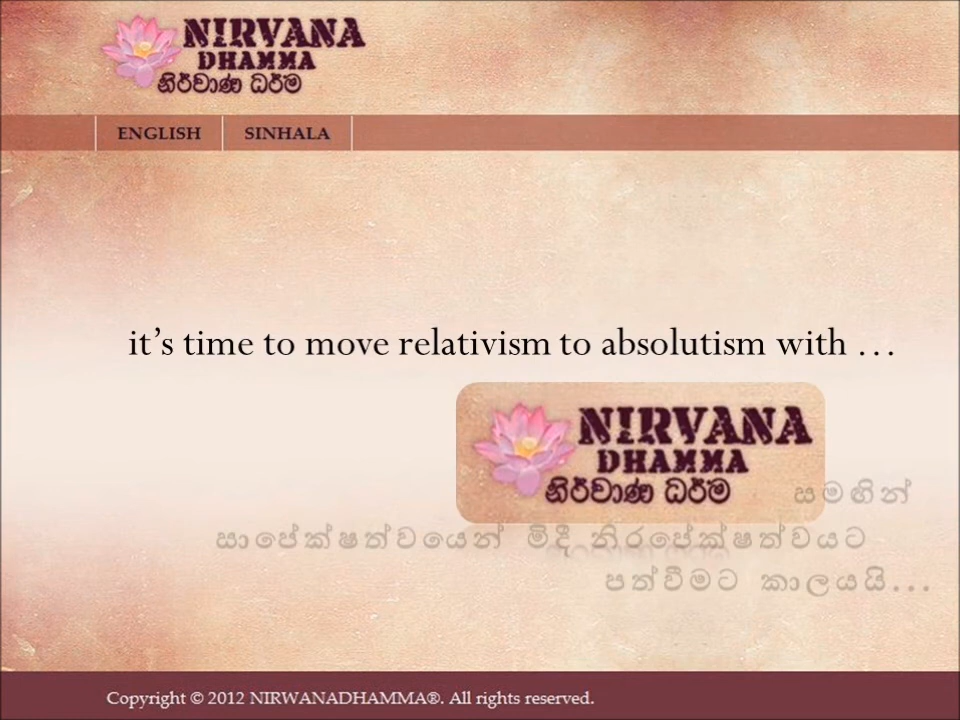 NIRVANA
DHAMMA
නිර්වාණ ධර්ම
ENGLISH SINHALA
it’s time to move relativism to absolutism with …
NIRVANA
DHAMMA
නිර්වාණ ධර්ම
සමඟින්
සාපේක්ෂත්වයෙන් මිදී නිරපේක්ෂත්වයට
පත්වීමට කාලයයි...
Copyright © 2012 NIRWANADHAMMA®. All rights reserved.